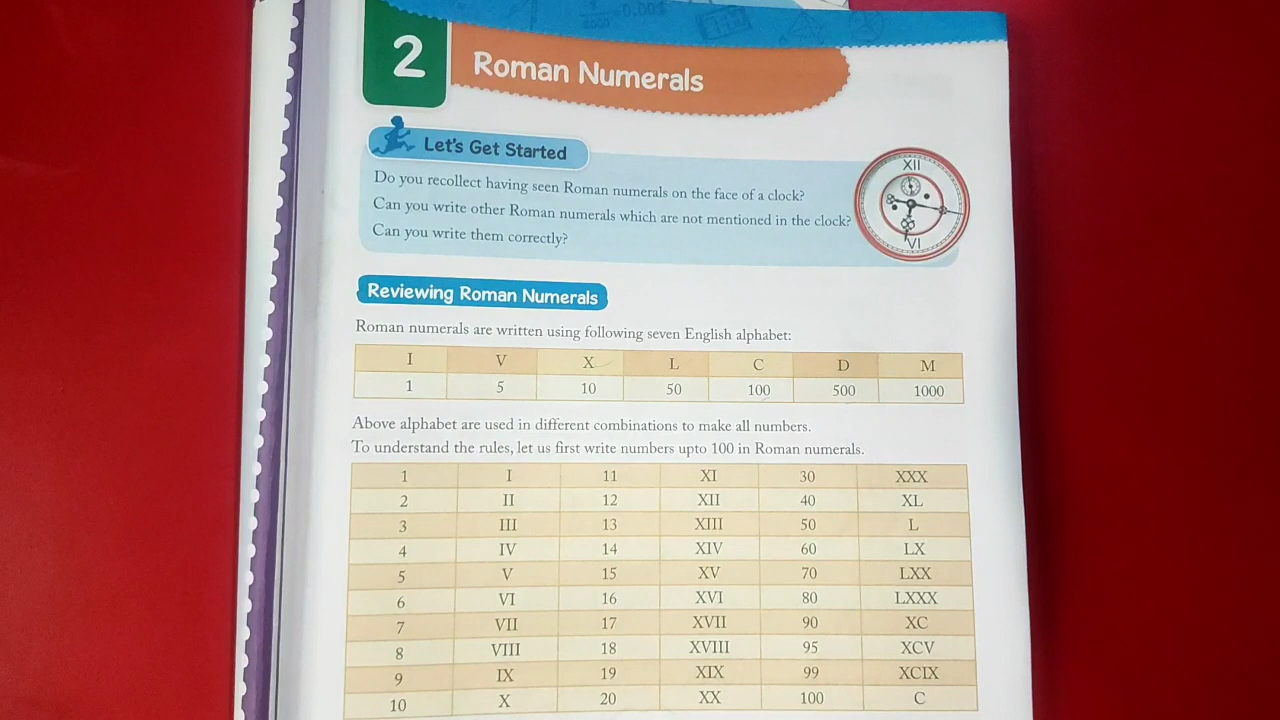 2
Roman Numerals
Let's Get Started
Do you recollect having seen Roman numerals on the face of a clock?
Can you write other Roman numerals which are not mentioned in the clock?
Can you write them correctly?
XII
VI
Reviewing Roman Numerals
Roman numerals are written using following seven English alphabet:
I V X L C D M
1 5 10 50 100 500 1000
Above alphabet are used in different combinations to make all numbers.
To understand the rules, let us first write numbers upto 100 in Roman numerals.
1 I 11 XI 30 XXX
2 II 12 XII 40 XL
3 III 13 XIII 50 L
4 IV 14 XIV 60 LX
5 V 15 XV 70 LXX
6 VI 16 XVI 80 LXXX
7 VII 17 XVII 90 XC
8 VIII 18 XVIII 95 XCV
9 IX 19 XIX 99 XCIX
10 X 20 XX 100 C